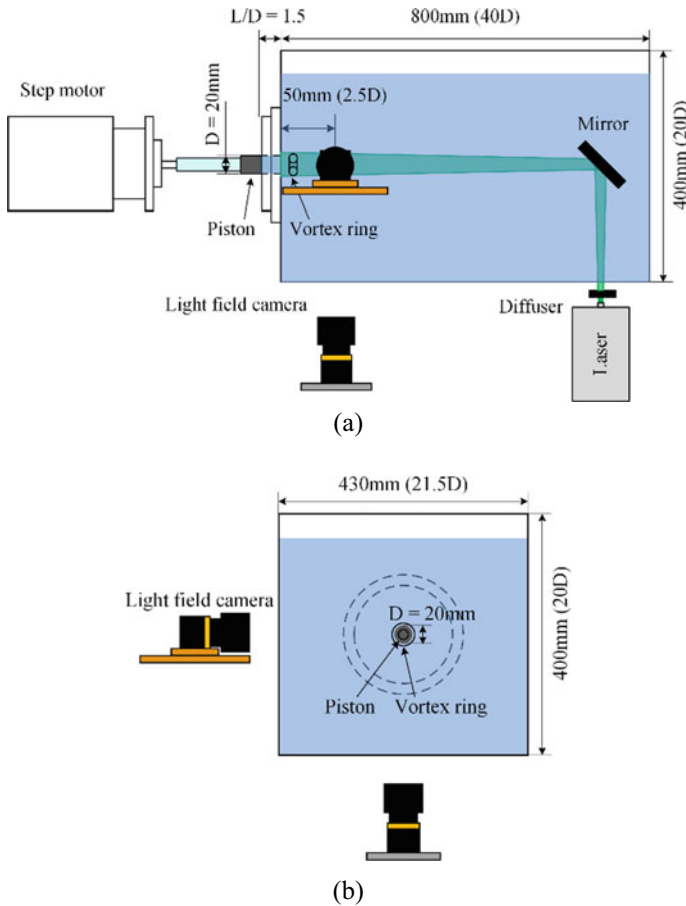 L/D = 1.5
800mm (40D)
Step motor
D = 20mm
50mm (2.5D)
Mirror
400mm (20D)
Piston
Vortex ring
Light field camera
Diffuser
Laser
(a)
430mm (21.5D)
Light field camera
D = 20mm
400mm (20D)
Piston
Vortex ring
(b)